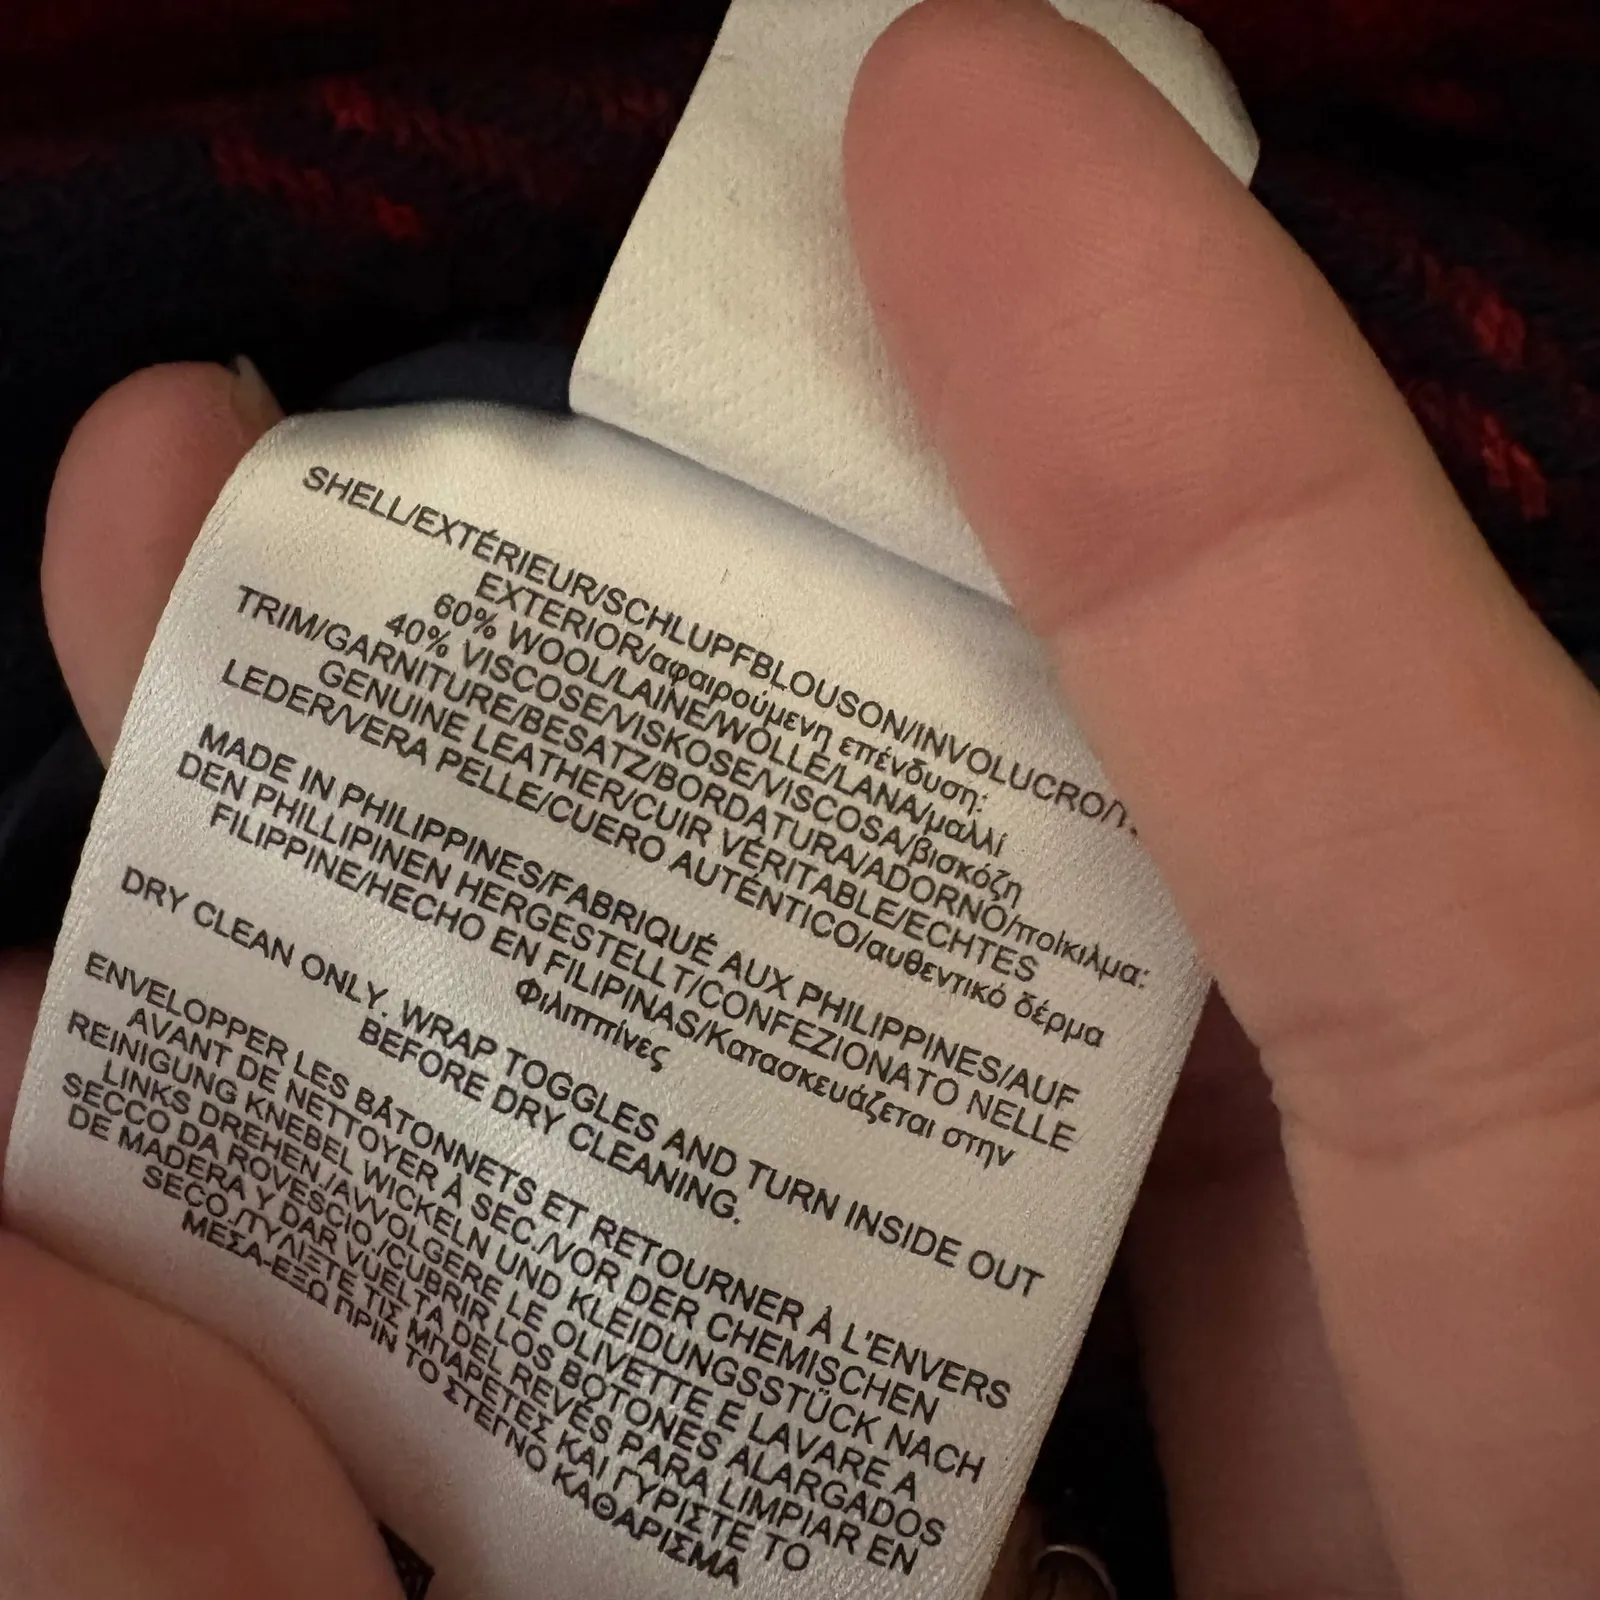 SHELL/EXTÉRIEUR/SCHLUPFBLOUSON/INVOLUCRO/
EXTERIOR/αφαιρούμενη επένδυση:
60% WOOL/LAINE/WOLLE/LANA/μαλλί
40% VISCOSE/VISKOSE/VISCOSA/βισκόζη
TRIM/GARNITURE/BESATZ/BORDATURA/ADORNO/ποίκιλμα:
GENUINE LEATHER/CUIR VÉRITABLE/ECHTES
LEDER/VERA PELLE/CUERO AUTÉNTICO/αυθεντικό δέρμα
MADE IN PHILIPPINES/FABRIQUÉ AUX PHILIPPINES/AUF
DEN PHILLIPINEN HERGESTELLT/CONFEZIONATO NELLE
FILIPPINE/HECHO EN FILIPINAS/Κατασκευάζεται στην
Φιλιππίνες
DRY CLEAN ONLY. WRAP TOGGLES AND TURN INSIDE OUT
BEFORE DRY CLEANING.
ENVELOPPER LES BÂTONNETS ET RETOURNER À L'ENVERS
AVANT DE NETTOYER À SEC./VOR DER CHEMISCHEN
REINIGUNG KNEBEL WICKELN UND KLEIDUNGSSTÜCK NACH
LINKS DREHEN./AVVOLGERE LE OLIVETTE E LAVARE A
SECCO DA ROVESCIO./CUBRIR LOS BOTONES ALARGADOS
DE MADERA Y DAR VUELTA DEL REVÉS PARA LIMPIAR EN
SECO./ΤΥΛΙΞΤΕ ΤΙΣ ΜΠΑΡΕΤΕΣ ΚΑΙ ΓΥΡΙΣΤΕ ΤΟ
ΜΕΣΑ-ΕΞΩ ΠΡΙΝ ΤΟ ΣΤΕΓΝΟ ΚΑΘΑΡΙΣΜΑ